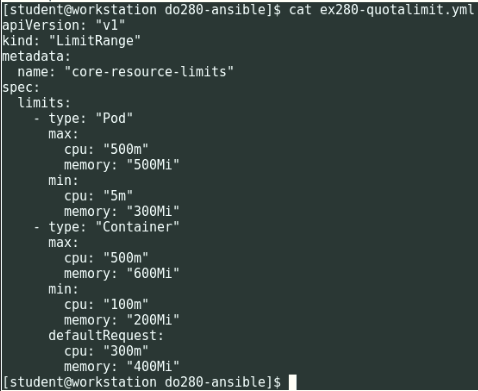 [student@workstation do280-ansible]$ cat ex280-quotalimit.yml
apiVersion: "v1"
kind: "LimitRange"
metadata:
  name: "core-resource-limits"
spec:
  limits:
    - type: "Pod"
      max:
        cpu: "500m"
        memory: "500Mi"
      min:
        cpu: "5m"
        memory: "300Mi"
    - type: "Container"
      max:
        cpu: "500m"
        memory: "600Mi"
      min:
        cpu: "100m"
        memory: "200Mi"
      defaultRequest:
        cpu: "300m"
        memory: "400Mi"
[student@workstation do280-ansible]$